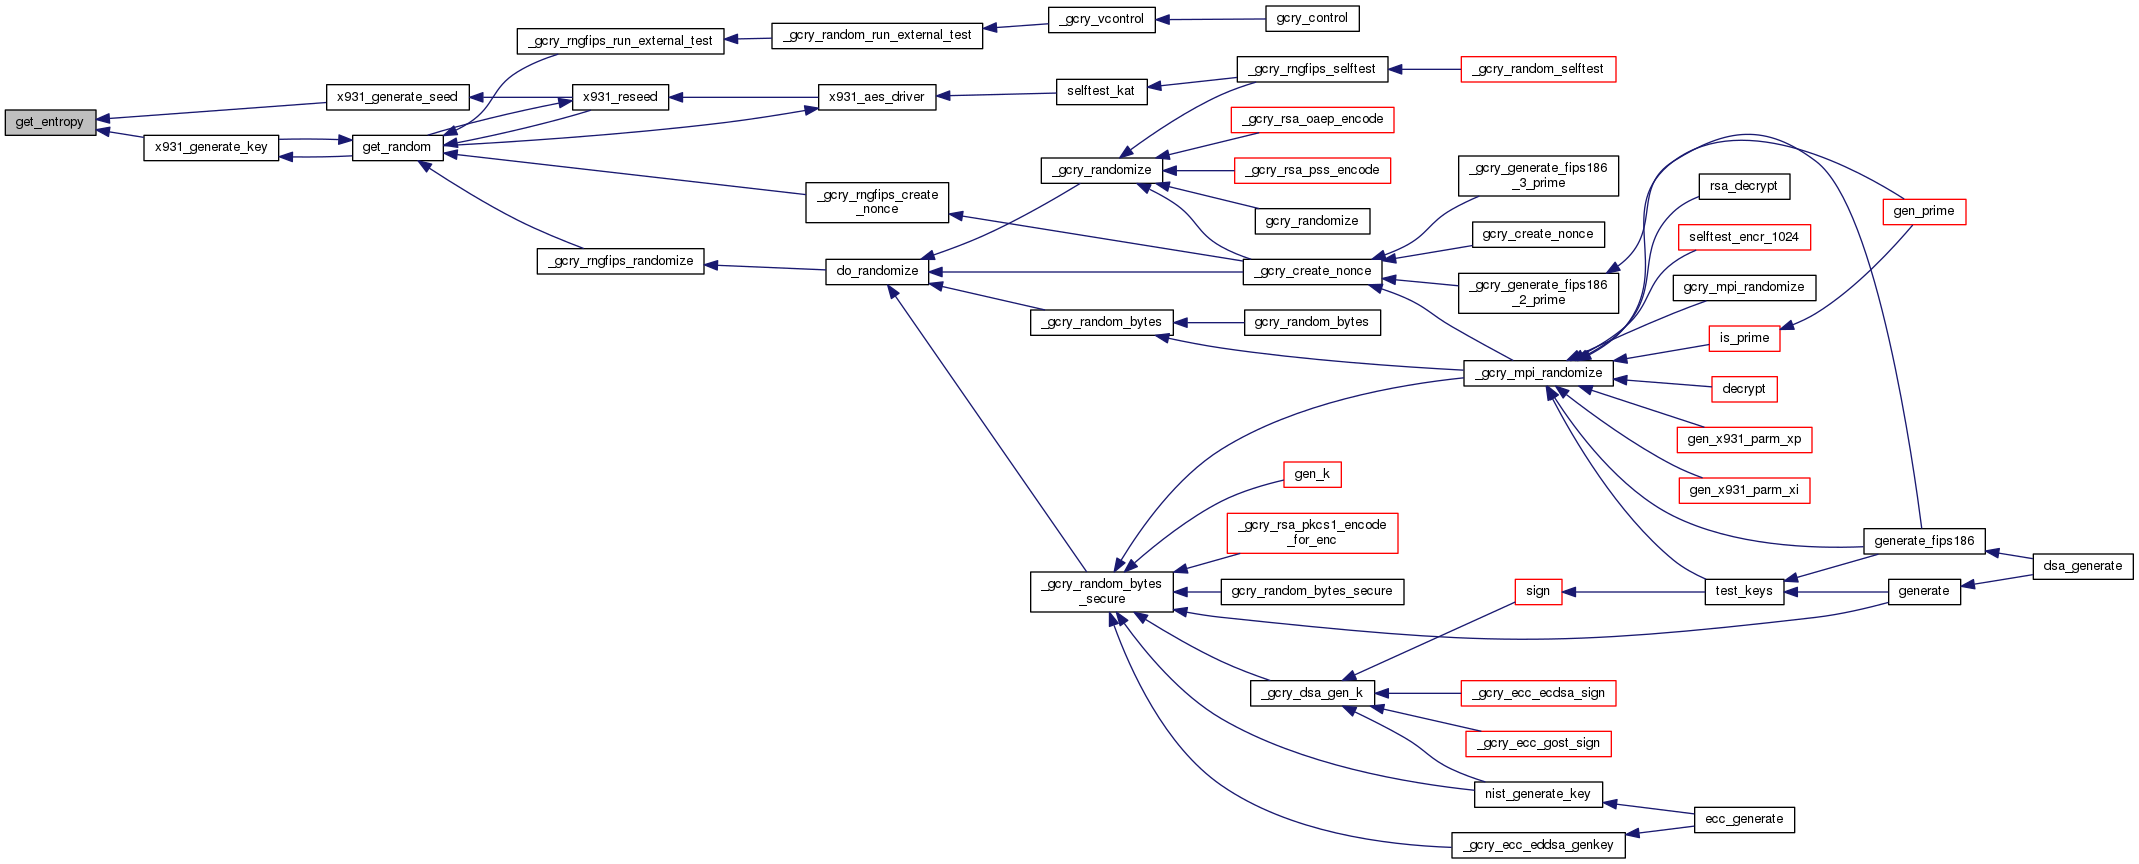 _gcry_vcontrol
gcry_control
_gcry_rngfips_run_external_test
_gcry_random_run_external_test
_gcry_rngfips_selftest
_gcry_random_selftest
x931_generate_seed
x931_reseed
x931_aes_driver
selftest_kat
get_entropy
_gcry_rsa_oaep_encode
x931_generate_key
get_random
_gcry_randomize
_gcry_rsa_pss_encode
_gcry_generate_fips186
_3_prime
rsa_decrypt
_gcry_rngfips_create
_nonce
gcry_randomize
gen_prime
gcry_create_nonce
selftest_encr_1024
_gcry_rngfips_randomize
do_randomize
_gcry_create_nonce
_gcry_generate_fips186
_2_prime
gcry_mpi_randomize
_gcry_random_bytes
gcry_random_bytes
is_prime
_gcry_mpi_randomize
decrypt
gen_x931_parm_xp
gen_k
gen_x931_parm_xi
_gcry_rsa_pkcs1_encode
_for_enc
generate_fips186
dsa_generate
_gcry_random_bytes
_secure
gcry_random_bytes_secure
sign
test_keys
generate
_gcry_dsa_gen_k
_gcry_ecc_ecdsa_sign
_gcry_ecc_gost_sign
nist_generate_key
ecc_generate
_gcry_ecc_eddsa_genkey